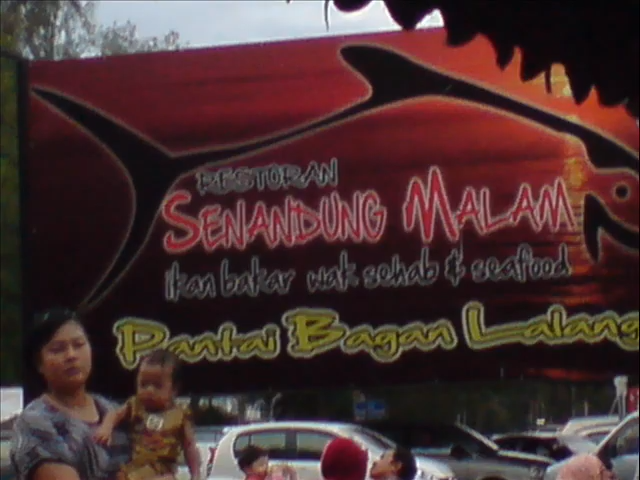 RESTORAN
SENANDUNG MALAM
ikan bakar wak sehab & seafood
Pantai Bagan Lalang